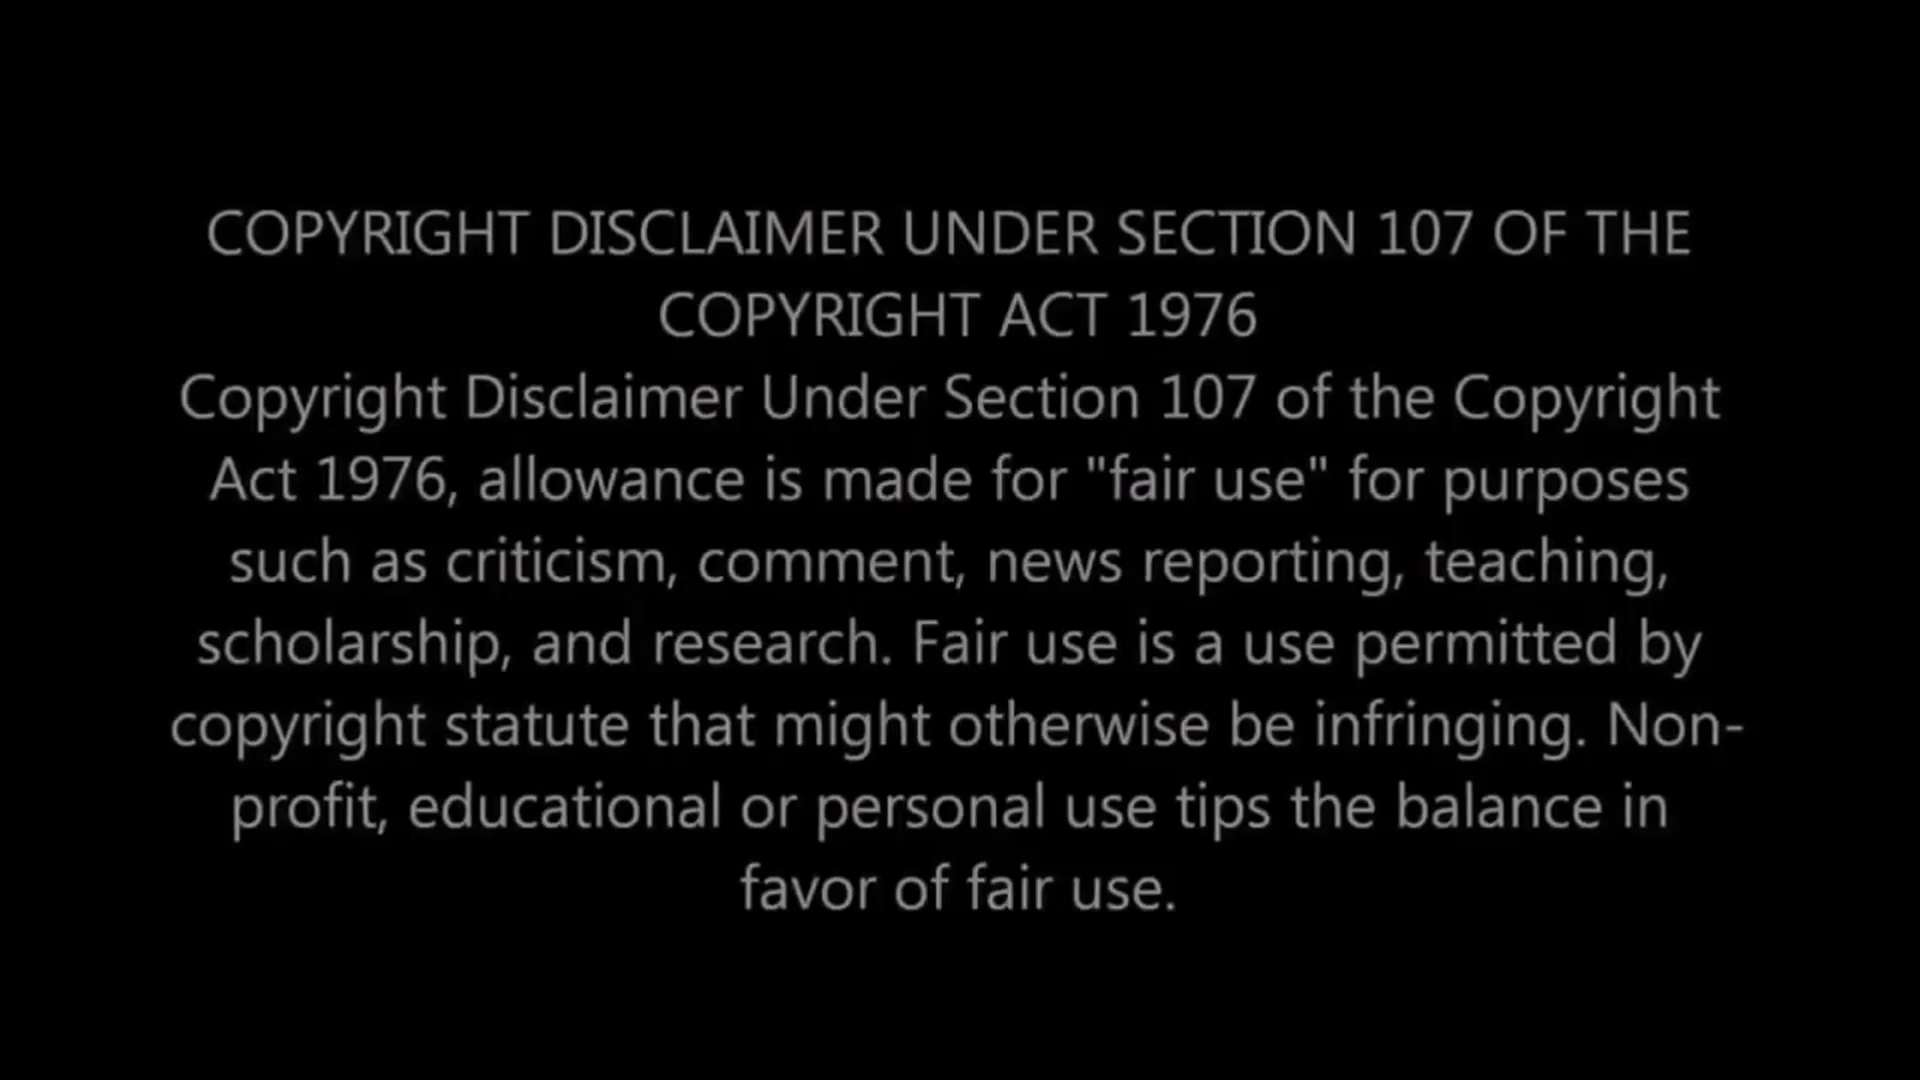 COPYRIGHT DISCLAIMER UNDER SECTION 107 OF THE
COPYRIGHT ACT 1976
Copyright Disclaimer Under Section 107 of the Copyright
Act 1976, allowance is made for "fair use" for purposes
such as criticism, comment, news reporting, teaching,
scholarship, and research. Fair use is a use permitted by
copyright statute that might otherwise be infringing. Non-
profit, educational or personal use tips the balance in
favor of fair use.